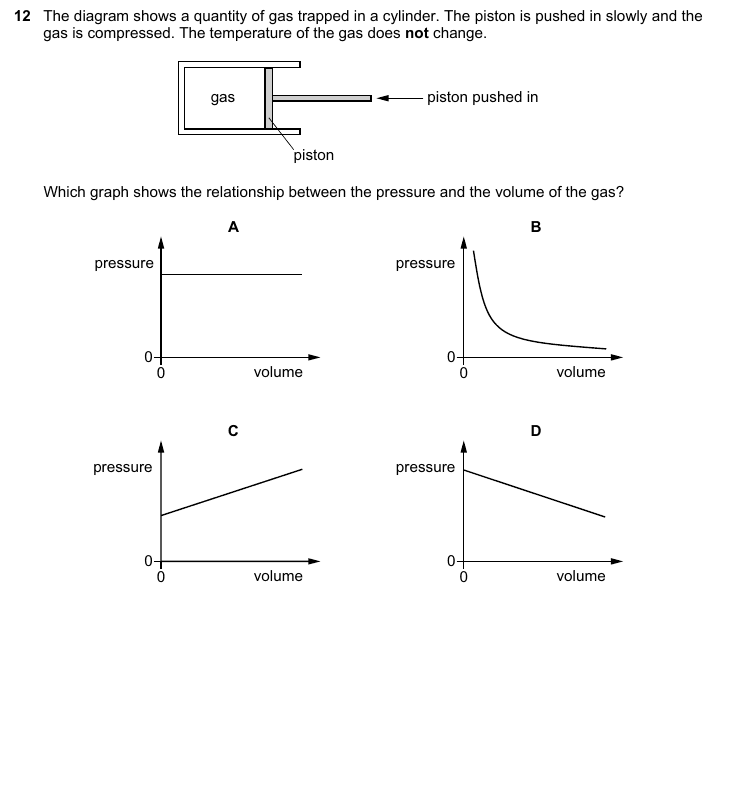 12 The diagram shows a quantity of gas trapped in a cylinder. The piston is pushed in slowly and the
gas is compressed. The temperature of the gas does not change.
gas
piston pushed in
piston
Which graph shows the relationship between the pressure and the volume of the gas?
A
pressure
0
0
volume
B
pressure
0
0
volume
C
pressure
0
0
volume
D
pressure
0
0
volume